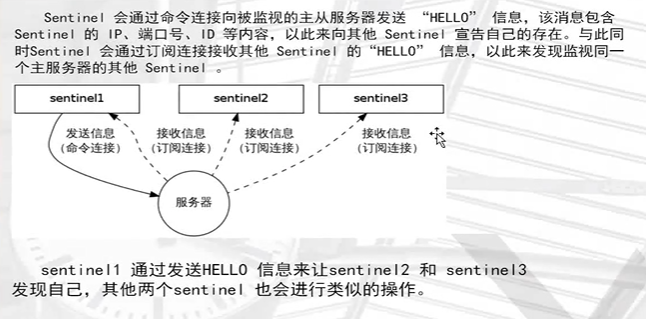 Sentinel 会通过命令连接向被监视的主从服务器发送 “HELLO” 信息，该消息包含
Sentinel 的 IP、端口号、ID 等内容，以此来向其他 Sentinel 宣告自己的存在。与此同
时Sentinel 会通过订阅连接接收其他 Sentinel 的“HELLO” 信息，以此来发现监视同一
个主服务器的其他 Sentinel 。
sentinel1
sentinel2
sentinel3
发送信息
（命令连接）
接收信息
（订阅连接）
接收信息
（订阅连接）
接收信息
（订阅连接）
服务器
sentinel1 通过发送HELLO 信息来让sentinel2 和 sentinel3
发现自己，其他两个sentinel 也会进行类似的操作。